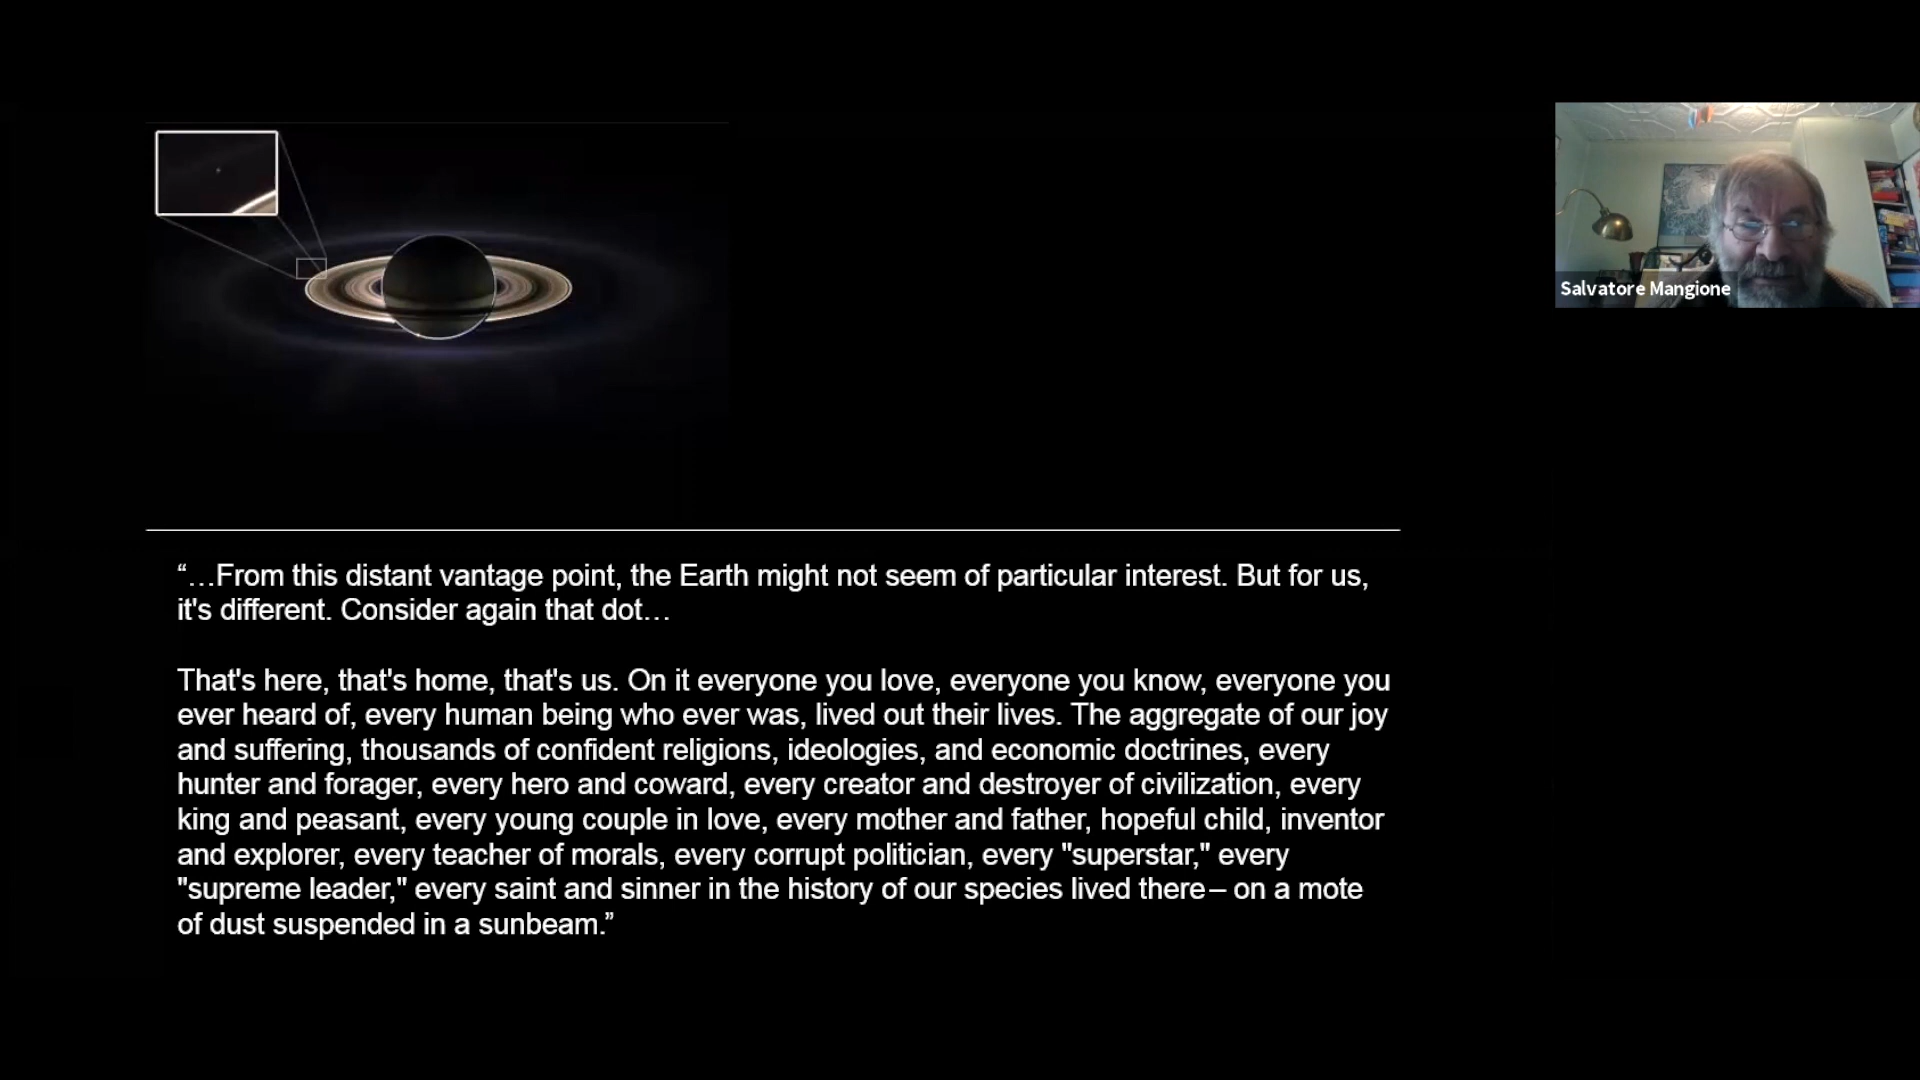 Salvatore Mangione
“…From this distant vantage point, the Earth might not seem of particular interest. But for us,
it's different. Consider again that dot…
That's here, that's home, that's us. On it everyone you love, everyone you know, everyone you
ever heard of, every human being who ever was, lived out their lives. The aggregate of our joy
and suffering, thousands of confident religions, ideologies, and economic doctrines, every
hunter and forager, every hero and coward, every creator and destroyer of civilization, every
king and peasant, every young couple in love, every mother and father, hopeful child, inventor
and explorer, every teacher of morals, every corrupt politician, every "superstar," every
"supreme leader," every saint and sinner in the history of our species lived there – on a mote
of dust suspended in a sunbeam.”